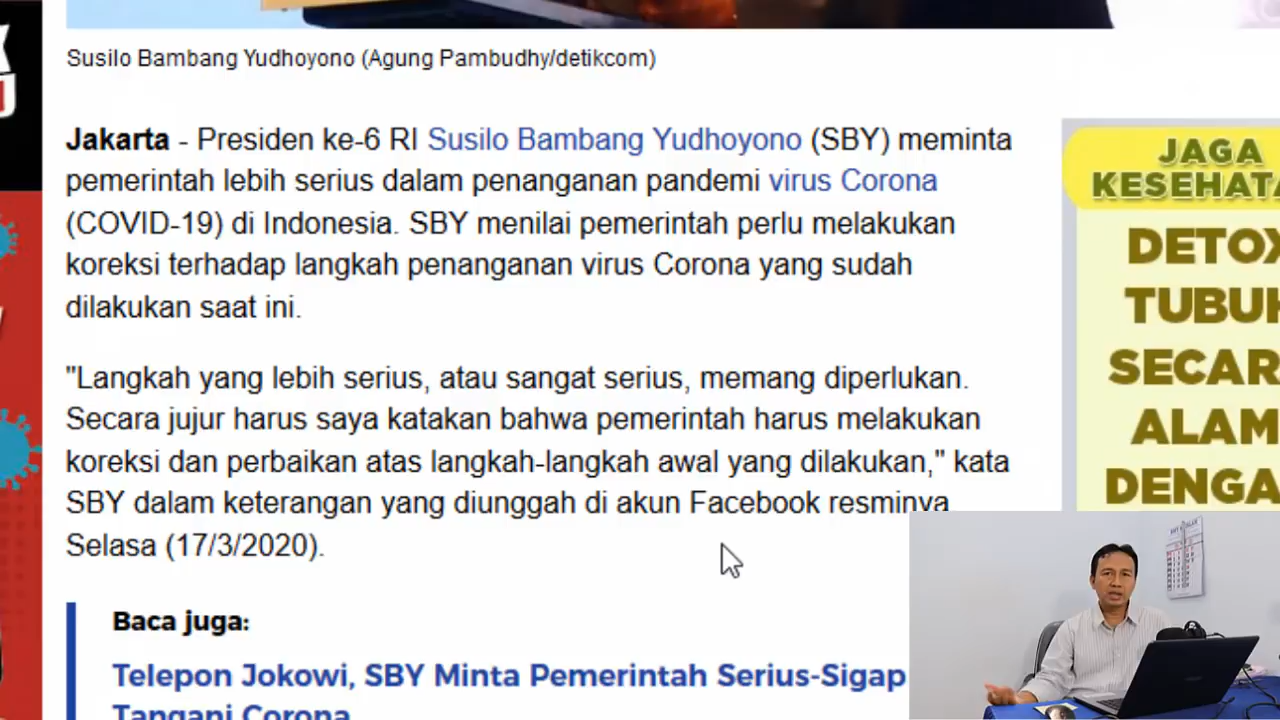 Susilo Bambang Yudhoyono (Agung Pambudhy/detikcom)
Jakarta - Presiden ke-6 RI Susilo Bambang Yudhoyono (SBY) meminta
pemerintah lebih serius dalam penanganan pandemi virus Corona
(COVID-19) di Indonesia. SBY menilai pemerintah perlu melakukan
koreksi terhadap langkah penanganan virus Corona yang sudah
dilakukan saat ini.
"Langkah yang lebih serius, atau sangat serius, memang diperlukan.
Secara jujur harus saya katakan bahwa pemerintah harus melakukan
koreksi dan perbaikan atas langkah-langkah awal yang dilakukan," kata
SBY dalam keterangan yang diunggah di akun Facebook resminya
Selasa (17/3/2020).
Baca juga:
Telepon Jokowi, SBY Minta Pemerintah Serius-Sigap
Tangani Corona
JAGA
KESEHATA
DETOX
TUBUH
SECAR
ALAM
DENGA